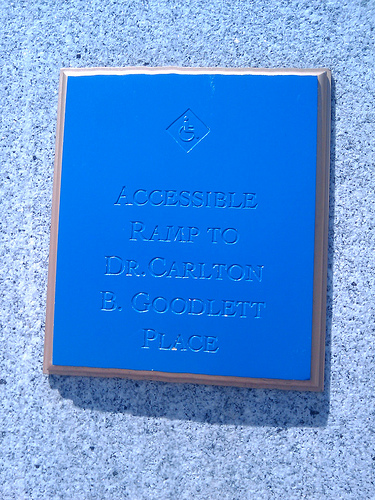 ACCESSIBLE
RAMP TO
DR. CARLTON
B. GOODLETT
PLACE